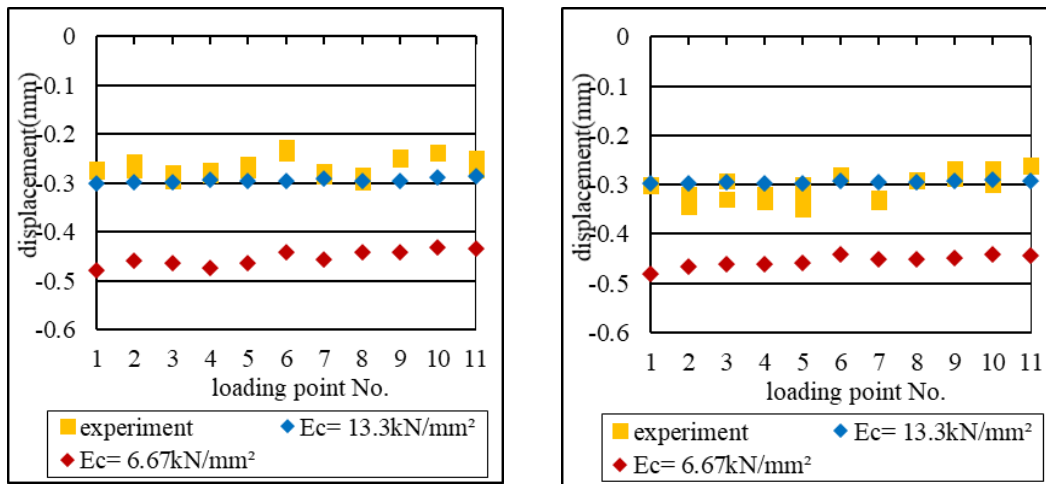 0
-0.1
-0.2
-0.3
-0.4
-0.5
-0.6
displacement(mm)
1 2 3 4 5 6 7 8 9 10 11
loading point No.
experiment Ec= 13.3kN/mm²
Ec= 6.67kN/mm²
0
-0.1
-0.2
-0.3
-0.4
-0.5
-0.6
displacement(mm)
1 2 3 4 5 6 7 8 9 10 11
loading point No.
experiment Ec= 13.3kN/mm²
Ec= 6.67kN/mm²